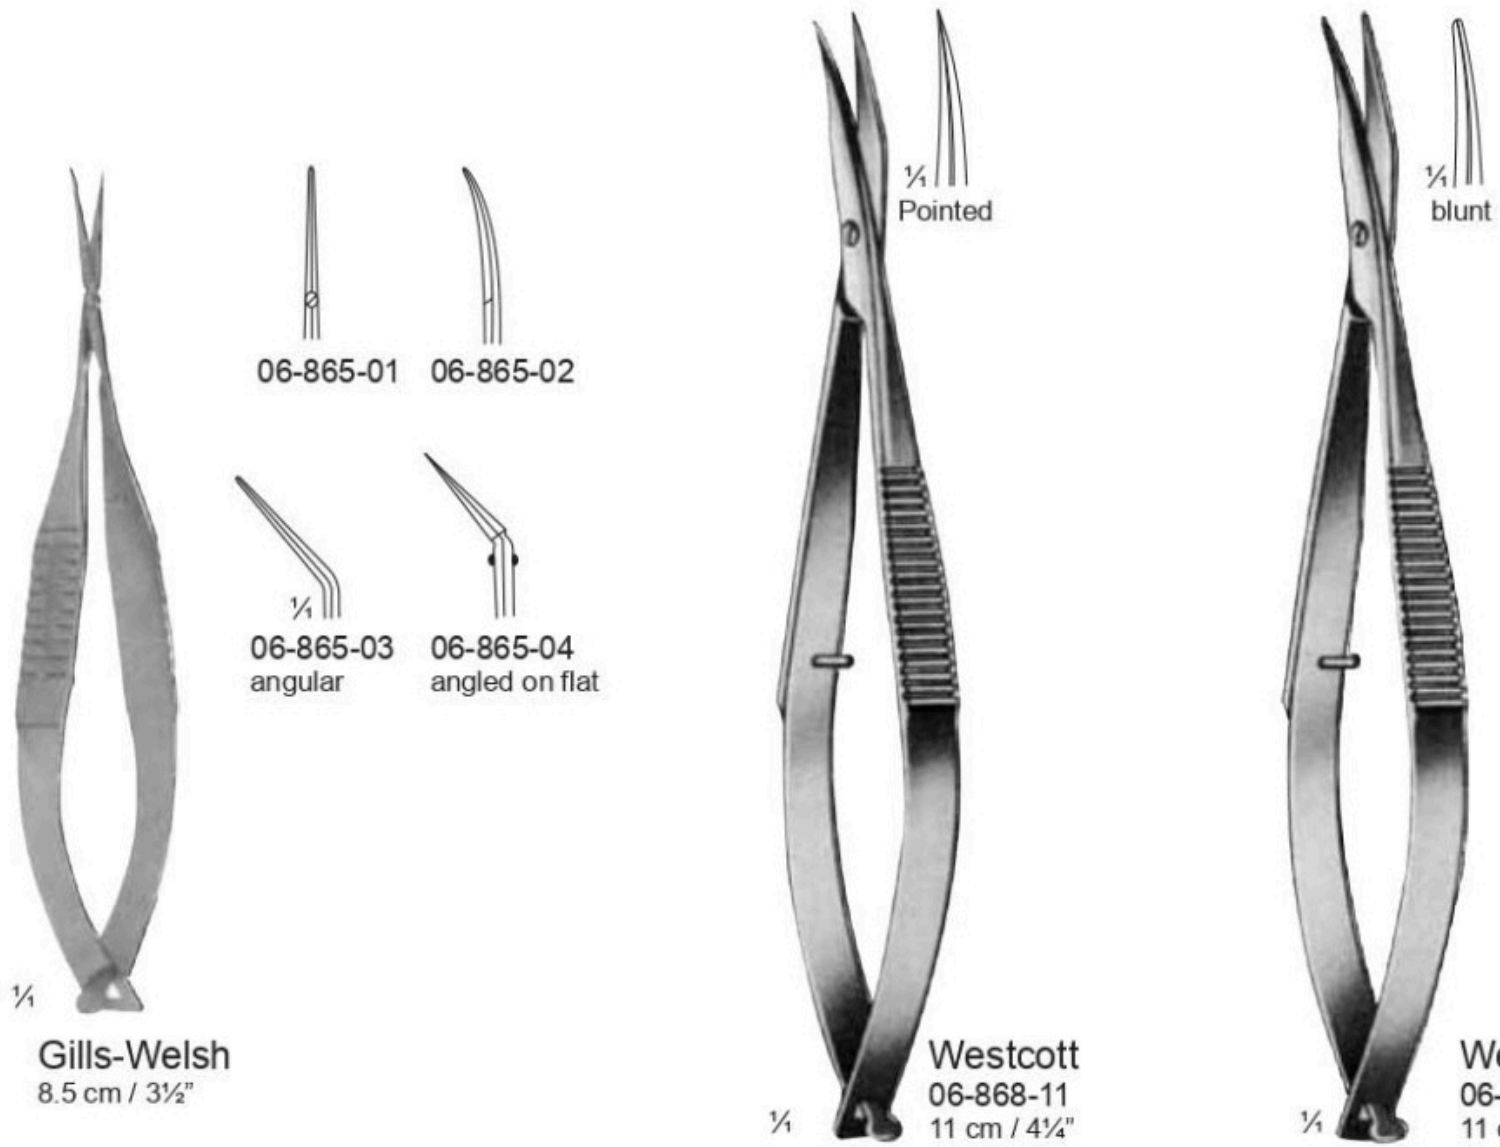 ¹⁄₁
Pointed
¹⁄₁
blunt
06-865-01 06-865-02
¹⁄₁
06-865-03 06-865-04
angular angled on flat
¹⁄₁
Gills-Welsh
8.5 cm / 3½”
¹⁄₁
Westcott
06-868-11
11 cm / 4¼”
¹⁄₁
06-
11